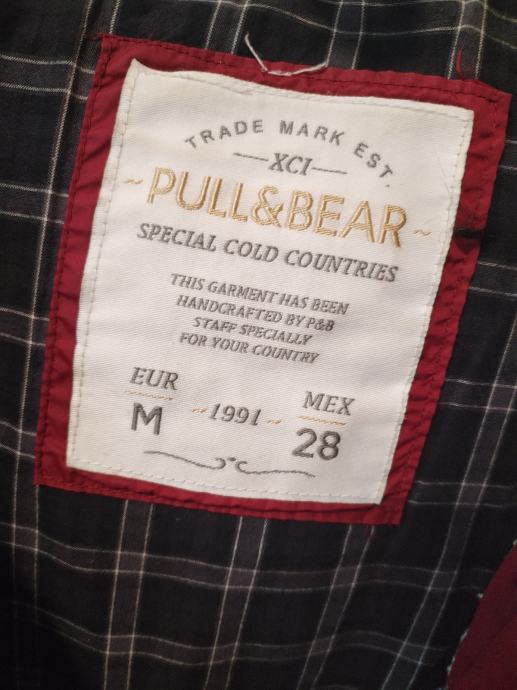 TRADE MARK EST.
XCI
~PULL&BEAR~
SPECIAL COLD COUNTRIES
THIS GARMENT HAS BEEN
HANDCRAFTED BY P&B
STAFF SPECIALLY
FOR YOUR COUNTRY
EUR MEX
M ~1991~ 28